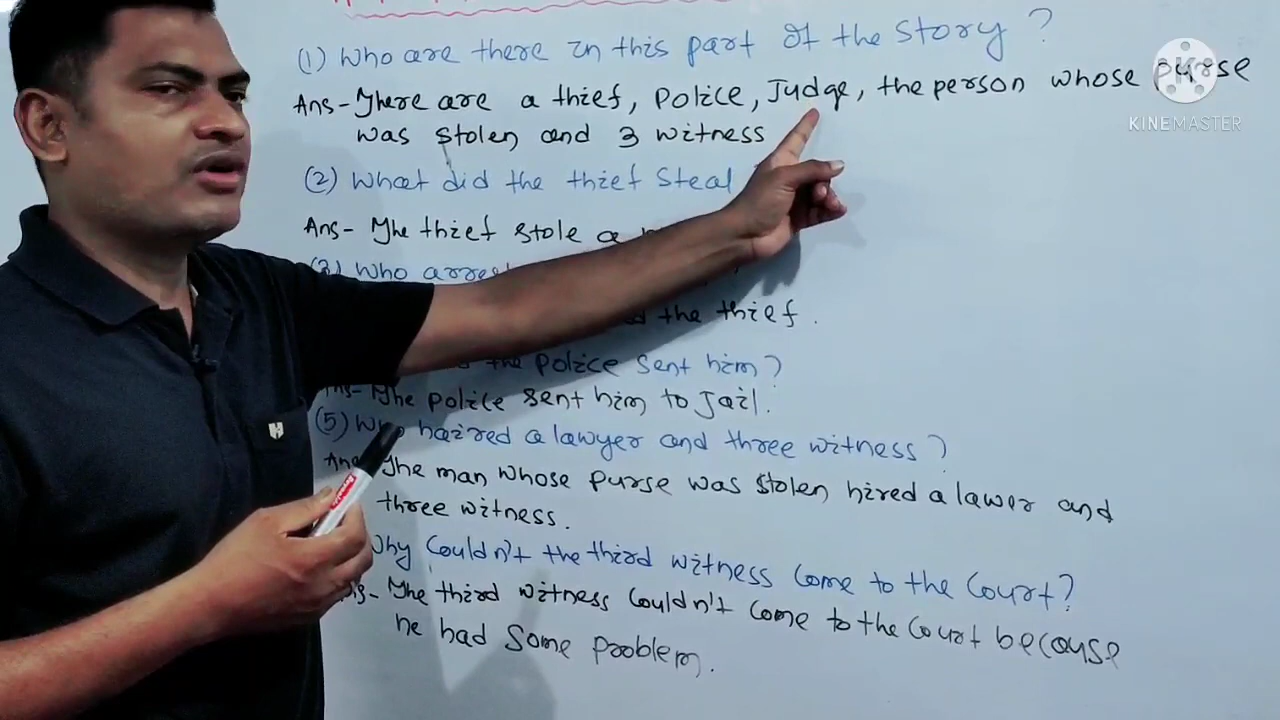 (1) Who are there in this part of the story?
Ans- There are a thief, Police, Judge, the person whose purse
was stolen and 3 witness
(2) What did the thief Steal
Ans- The thief stole a
(3) Who arrest
the thief.
the police sent him?
Ans- The police sent him to Jail.
(5) Who haired a lawyer and three witness?
Ans- The man whose purse was stolen hired a lawer and
three witness.
Why Couldn't the third witness Come to the Court?
Ans- The third witness Couldn't Come to the Court because
he had Some problem.
KINEMASTER